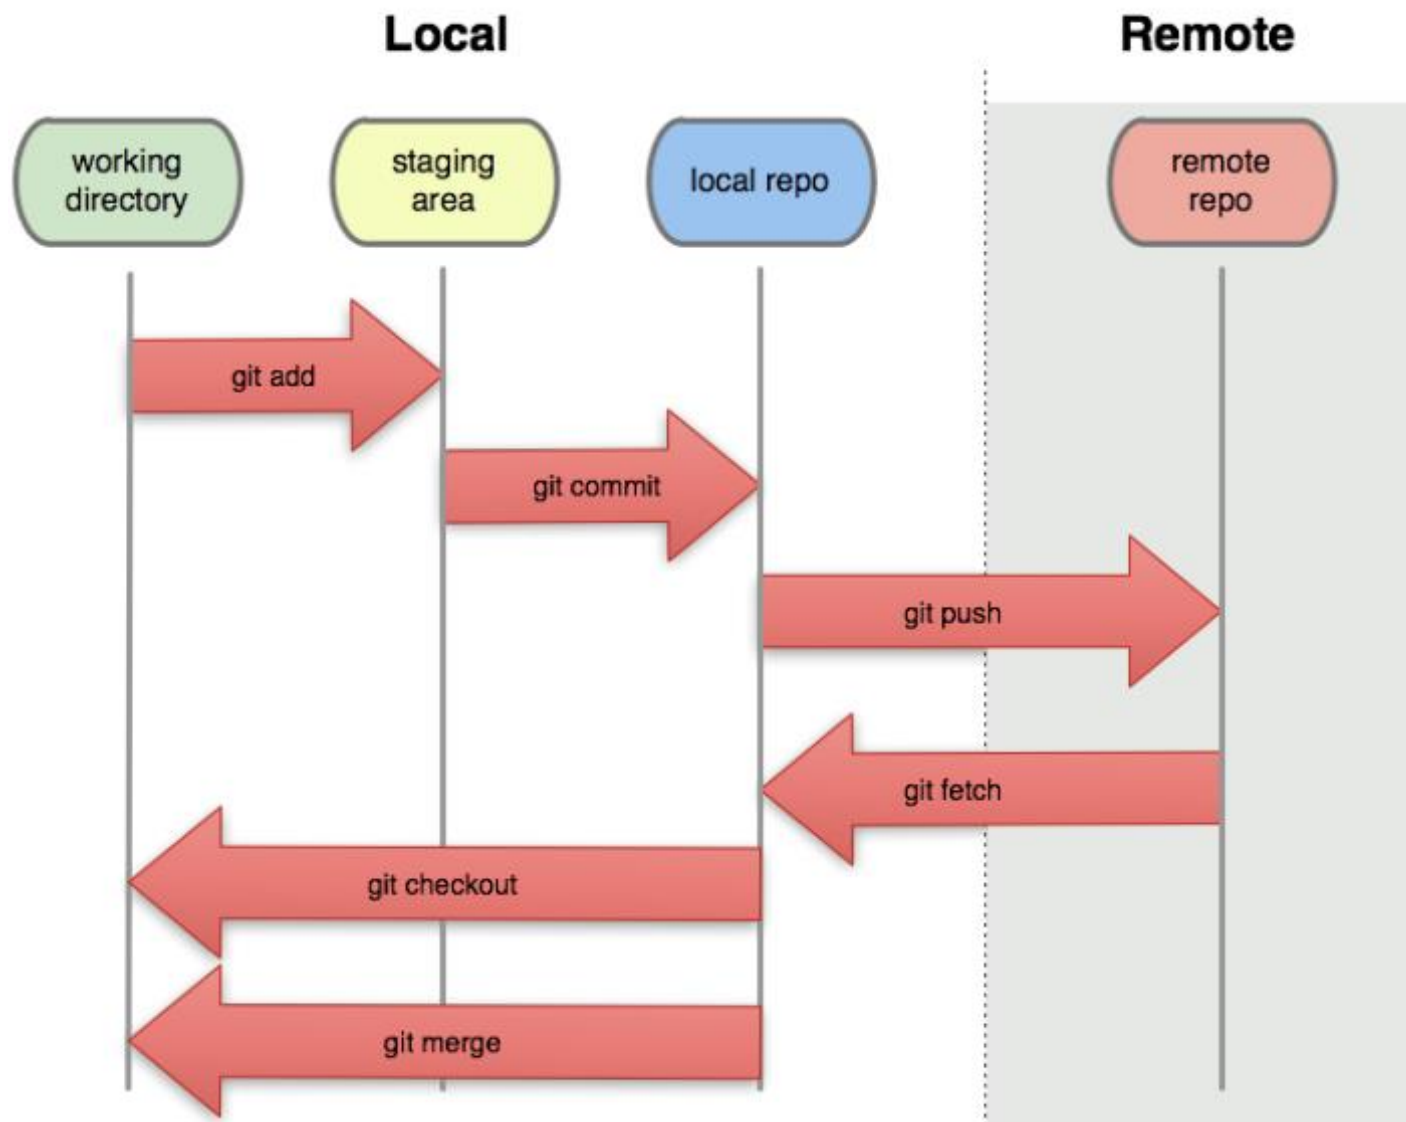 Local
Remote
working
directory
staging
area
local repo
remote
repo
git add
git commit
git push
git fetch
git checkout
git merge